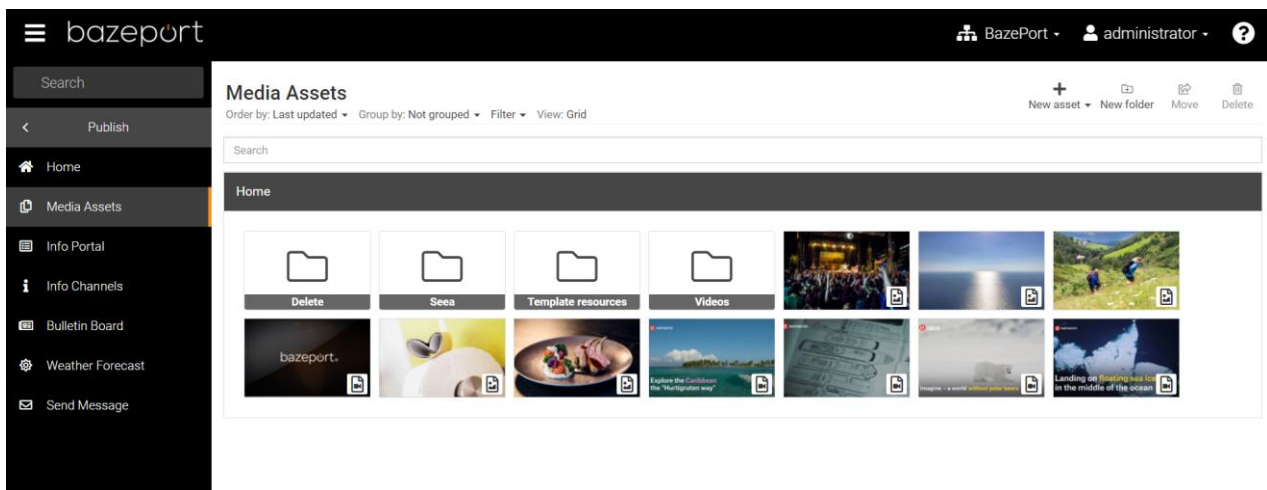 bazeport
BazePort
administrator
?
Search
Publish
Home
Media Assets
Info Portal
Info Channels
Bulletin Board
Weather Forecast
Send Message
Media Assets
Order by: Last updated Group by: Not grouped Filter View: Grid
New asset New folder Move Delete
Search
Home
Delete Seea Template resources Videos
bazeport.
Explore the Caribbean
the "Hurtigruten way"
Imagine - a world without polar bears
Landing on floating sea ice
in the middle of the ocean